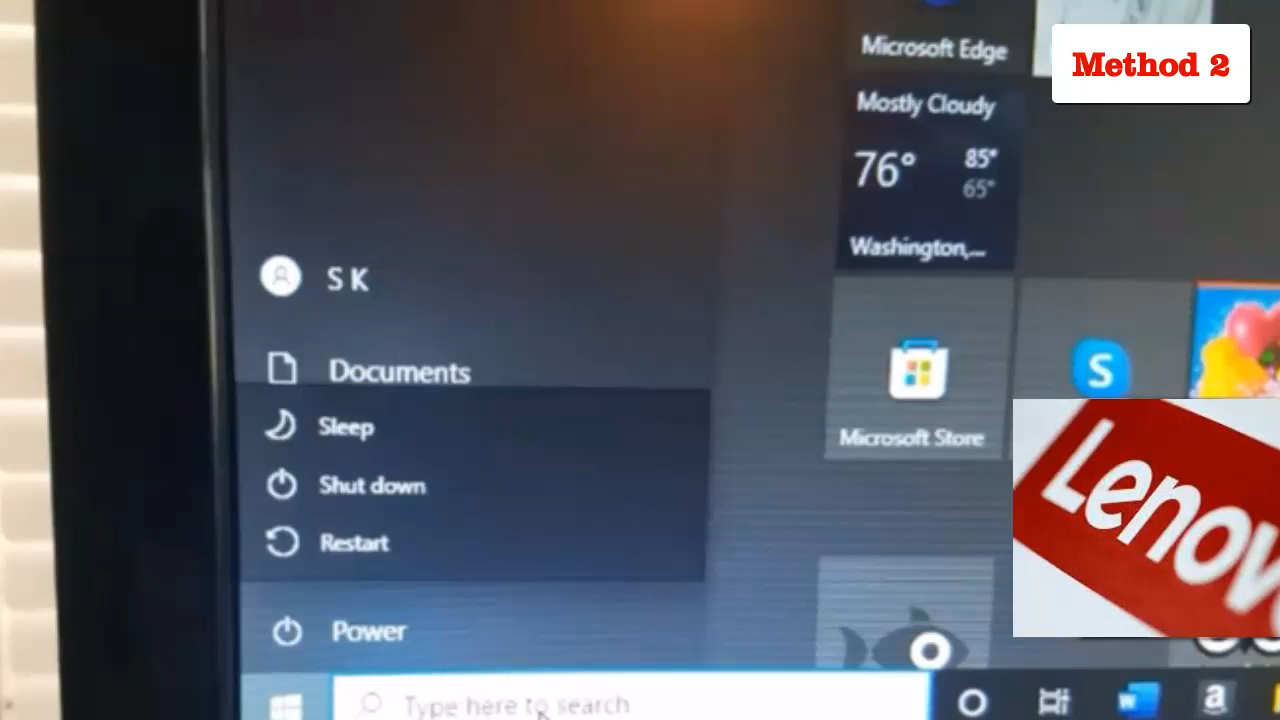 Microsoft Edge
Method 2
Mostly Cloudy
76° 85°
65°
Washington,...
S K
Documents
Sleep
Shut down
Restart
Microsoft Store
S
Lenov
Power
Type here to search
W
a